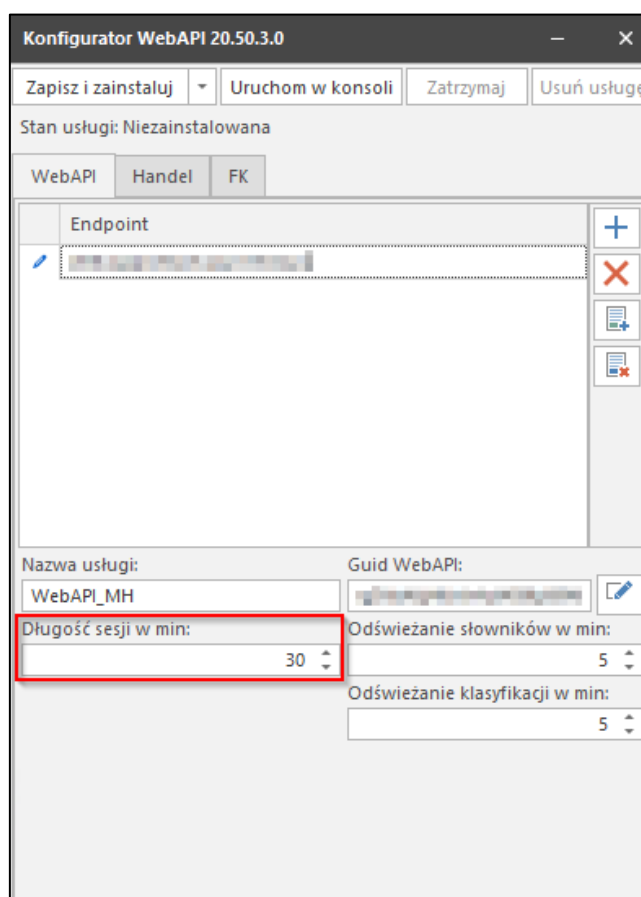 Konfigurator WebAPI 20.50.3.0
Zapisz i zainstaluj Uruchom w konsoli Zatrzymaj Usuń usługę
Stan usługi: Niezainstalowana
WebAPI Handel FK
Endpoint
Nazwa usługi: Guid WebAPI:
WebAPI_MH
Długość sesji w min: Odświeżanie słowników w min:
30 5
Odświeżanie klasyfikacji w min:
5